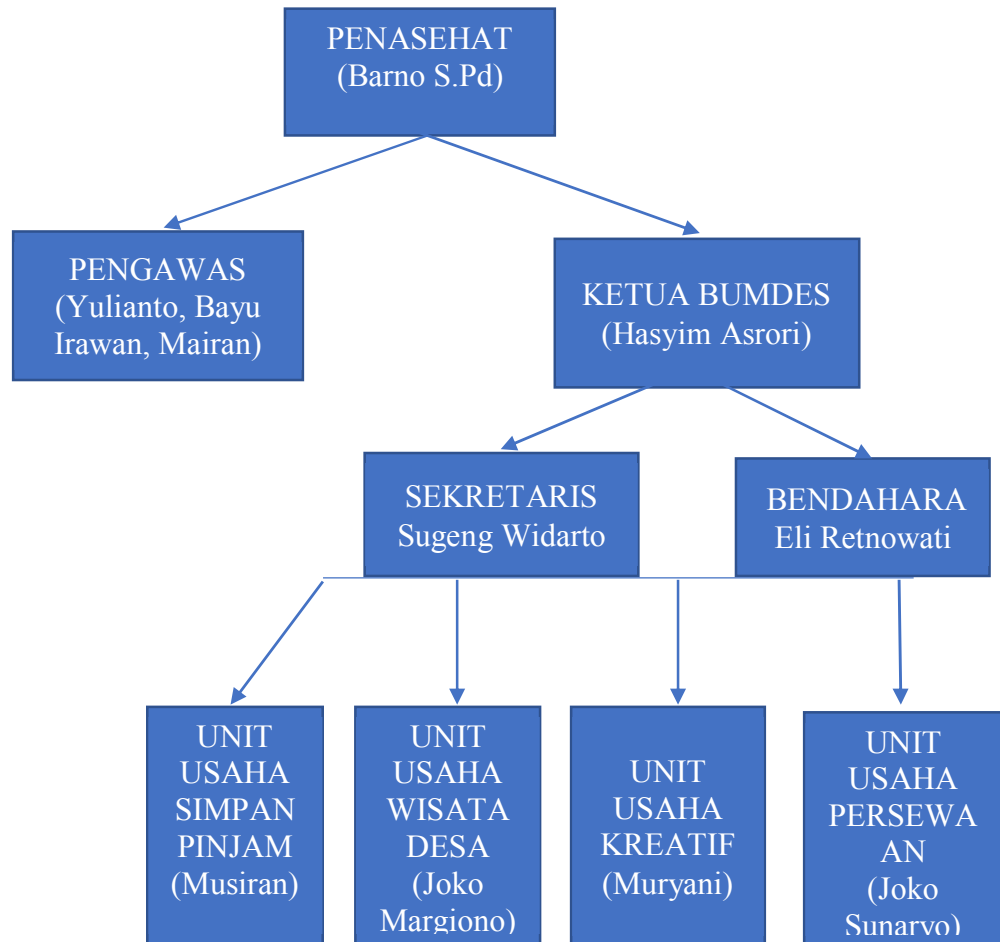 PENASEHAT
(Barno S.Pd)
PENGAWAS
(Yulianto, Bayu
Irawan, Mairan)
KETUA BUMDES
(Hasyim Asrori)
SEKRETARIS
Sugeng Widarto
BENDAHARA
Eli Retnowati
UNIT
USAHA
SIMPAN
PINJAM
(Musiran)
UNIT
USAHA
WISATA
DESA
(Joko
Margiono)
UNIT
USAHA
KREATIF
(Muryani)
UNIT
USAHA
PERSEWA
AN
(Joko
Sunaryo)